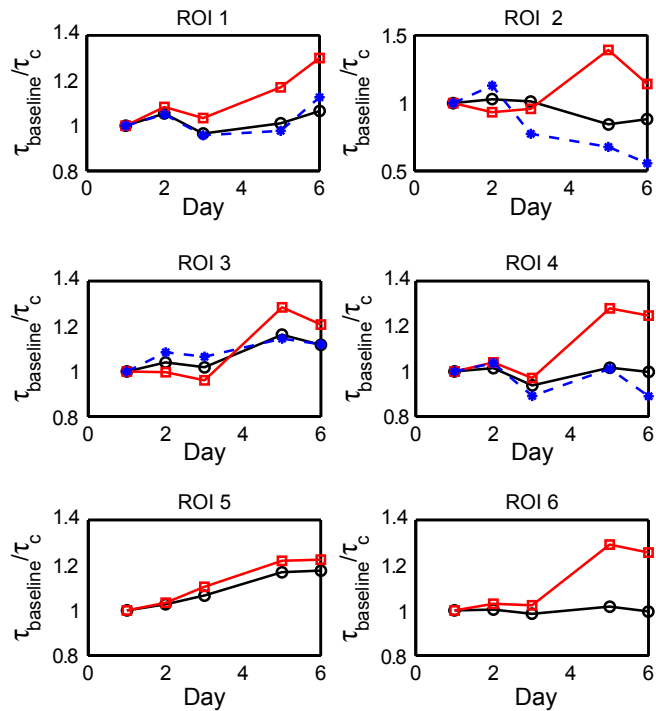 ROI 1
1.4
1.2
1
0.8
0 2 4 6
τbaseline/τc
Day
ROI 2
1.5
1.0
0.5
0 2 4 6
τbaseline/τc
Day
ROI 3
1.4
1.2
1
0.8
0 2 4 6
τbaseline/τc
Day
ROI 4
1.4
1.2
1
0.8
0 2 4 6
τbaseline/τc
Day
ROI 5
1.4
1.2
1
0.8
0 2 4 6
τbaseline/τc
Day
ROI 6
1.4
1.2
1
0.8
0 2 4 6
τbaseline/τc
Day